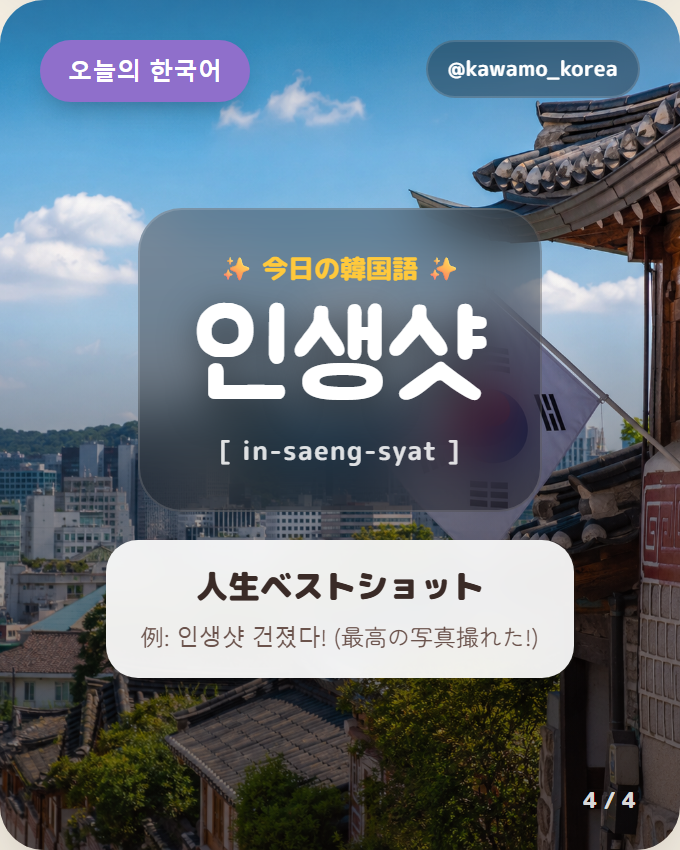 오늘의 한국어
@kawamo_korea
✨ 今日の韓国語 ✨
인생샷
[ in-saeng-syat ]
人生ベストショット
例: 인생샷 건졌다! (最高の写真撮れた!)
4 / 4